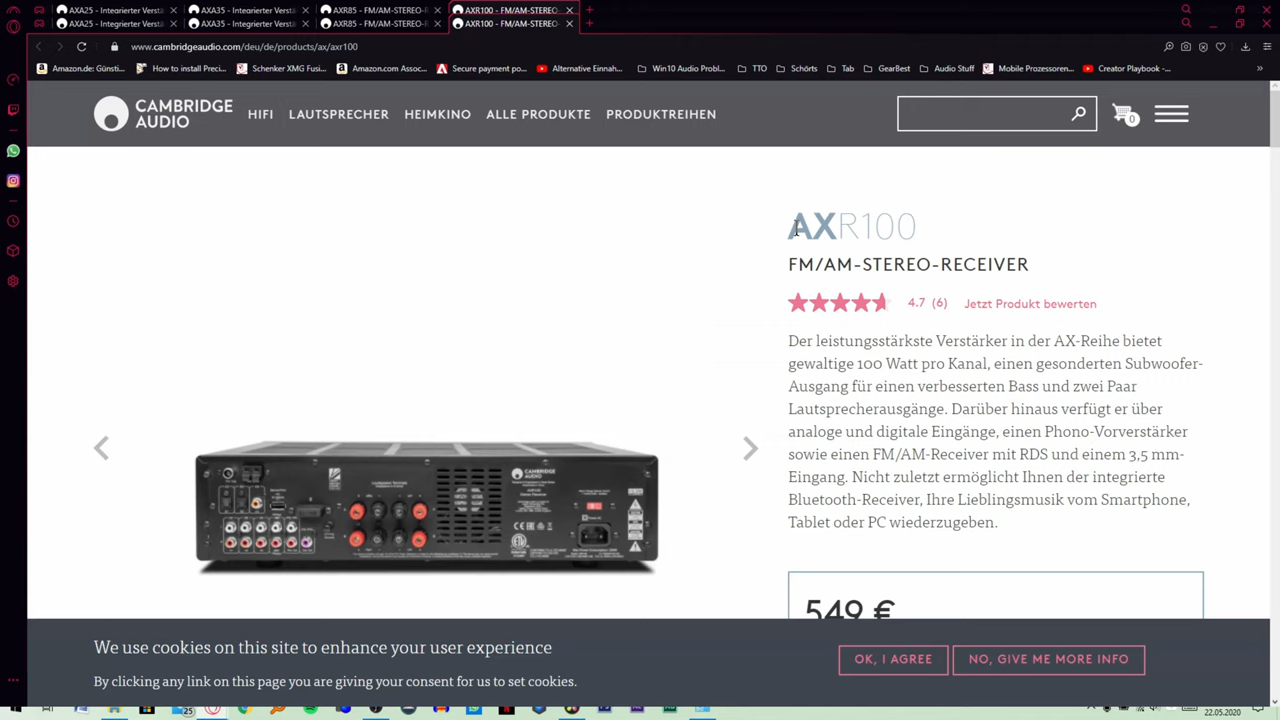 AXA25 - Integrierter Verstä
AXA35 - Integrierter Verstä
AXR85 - FM/AM-STEREO-R
AXR100 - FM/AM-STEREO-
AXA25 - Integrierter Verstä
AXA35 - Integrierter Verstä
AXR85 - FM/AM-STEREO-R
AXR100 - FM/AM-STEREO-
www.cambridgeaudio.com/deu/de/products/ax/axr100
Amazon.de: Günsti...
How to install Preci...
Schenker XMG Fusi...
Amazon.com Assoc...
Secure payment po...
Alternative Einnah...
Win10 Audio Probl...
TTO
Schörts
Tab
GearBest
Audio Stuff
Mobile Prozessoren...
Creator Playbook -...
CAMBRIDGE
AUDIO
HIFI
LAUTSPRECHER
HEIMKINO
ALLE PRODUKTE
PRODUKTREIHEN
0
AXR100
FM/AM-STEREO-RECEIVER
4.7 (6) Jetzt Produkt bewerten
Der leistungsstärkste Verstärker in der AX-Reihe bietet
gewaltige 100 Watt pro Kanal, einen gesonderten Subwoofer-
Ausgang für einen verbesserten Bass und zwei Paar
Lautsprecherausgänge. Darüber hinaus verfügt er über
analoge und digitale Eingänge, einen Phono-Vorverstärker
sowie einen FM/AM-Receiver mit RDS und einem 3,5 mm-
Eingang. Nicht zuletzt ermöglicht Ihnen der integrierte
Bluetooth-Receiver, Ihre Lieblingsmusik vom Smartphone,
Tablet oder PC wiederzugeben.
CAMBRIDGE
AUDIO
549 €
We use cookies on this site to enhance your user experience
By clicking any link on this page you are giving your consent for us to set cookies.
OK, I AGREE
NO, GIVE ME MORE INFO
25
22.05.2020